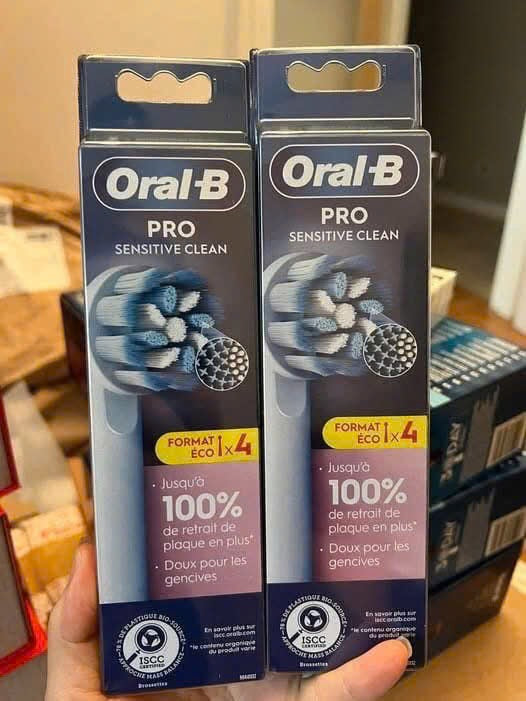 Oral-B
PRO
SENSITIVE CLEAN
FORMAT
ÉCO x4
• Jusqu'à
100%
de retrait de
plaque en plus*
• Doux pour les
gencives
ISCC
CERTIFIED
En savoir plus sur
iscc.oralb.com
*le contenu organique
du produit varie
Brossettes
Oral-B
PRO
SENSITIVE CLEAN
FORMAT
ÉCO x4
• Jusqu'à
100%
de retrait de
plaque en plus*
• Doux pour les
gencives
ISCC
CERTIFIED
En savoir plus sur
iscc.oralb.com
*le contenu organique
du produit varie
Brossettes